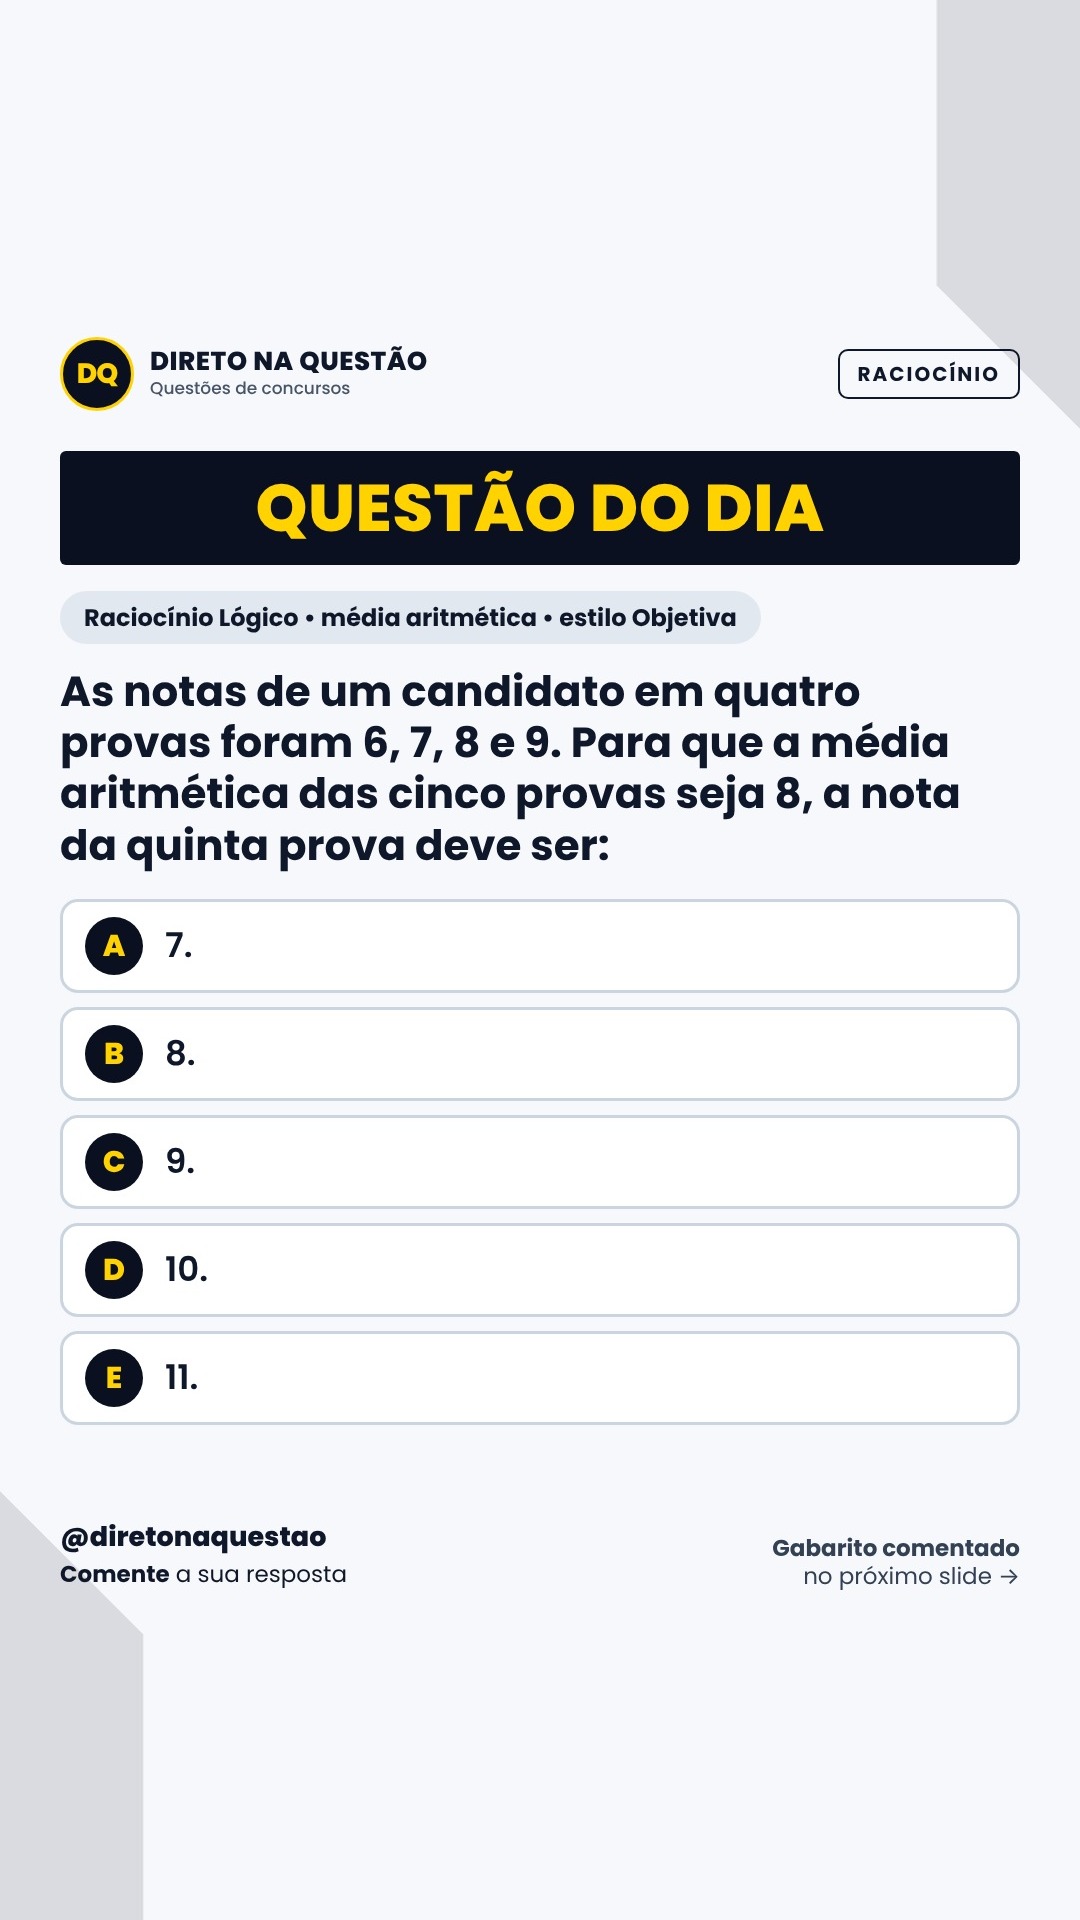 DQ
DIRETO NA QUESTÃO
Questões de concursos
RACIOCÍNIO
QUESTÃO DO DIA
Raciocínio Lógico • média aritmética • estilo Objetiva
As notas de um candidato em quatro
provas foram 6, 7, 8 e 9. Para que a média
aritmética das cinco provas seja 8, a nota
da quinta prova deve ser:
A 7.
B 8.
C 9.
D 10.
E 11.
@diretonaquestao
Comente a sua resposta
Gabarito comentado
no próximo slide →